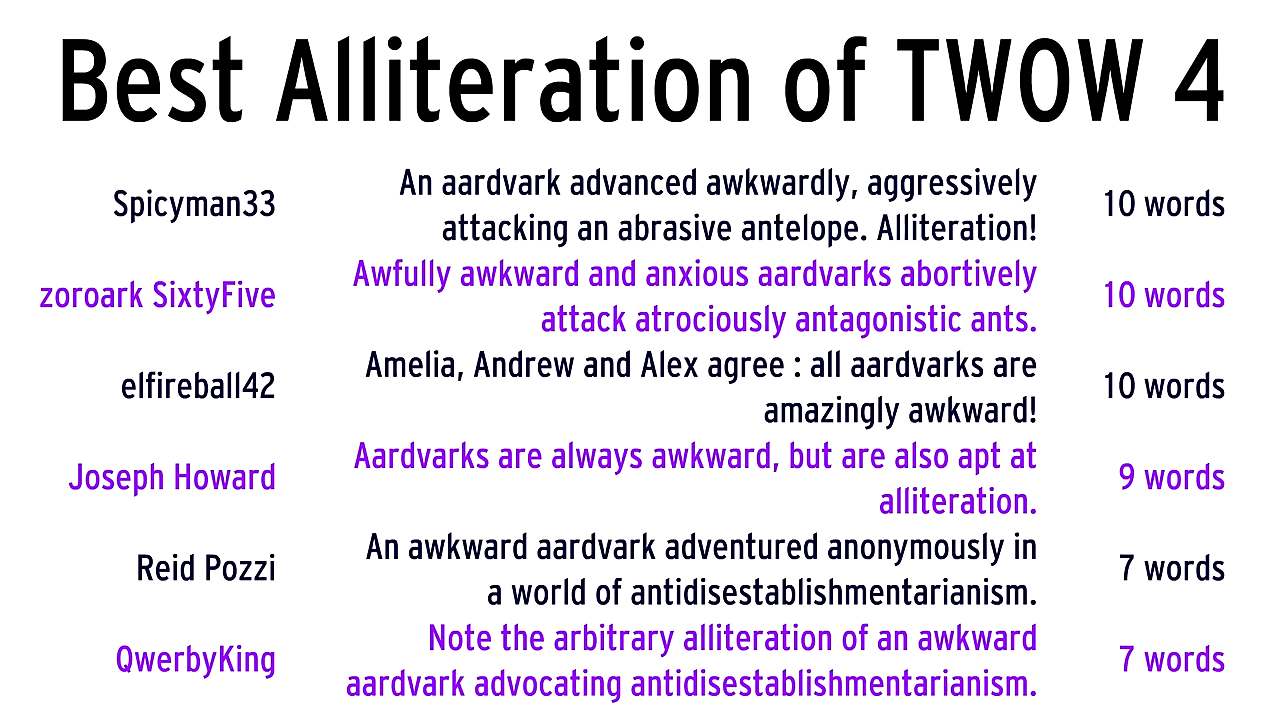 Best Alliteration of TWOW 4
Spicyman33
An aardvark advanced awkwardly, aggressively
attacking an abrasive antelope. Alliteration!
10 words
zoroark SixtyFive
Awfully awkward and anxious aardvarks abortively
attack atrociously antagonistic ants.
10 words
elfireball42
Amelia, Andrew and Alex agree : all aardvarks are
amazingly awkward!
10 words
Joseph Howard
Aardvarks are always awkward, but are also apt at
alliteration.
9 words
Reid Pozzi
An awkward aardvark adventured anonymously in
a world of antidisestablishmentarianism.
7 words
QwerbyKing
Note the arbitrary alliteration of an awkward
aardvark advocating antidisestablishmentarianism.
7 words